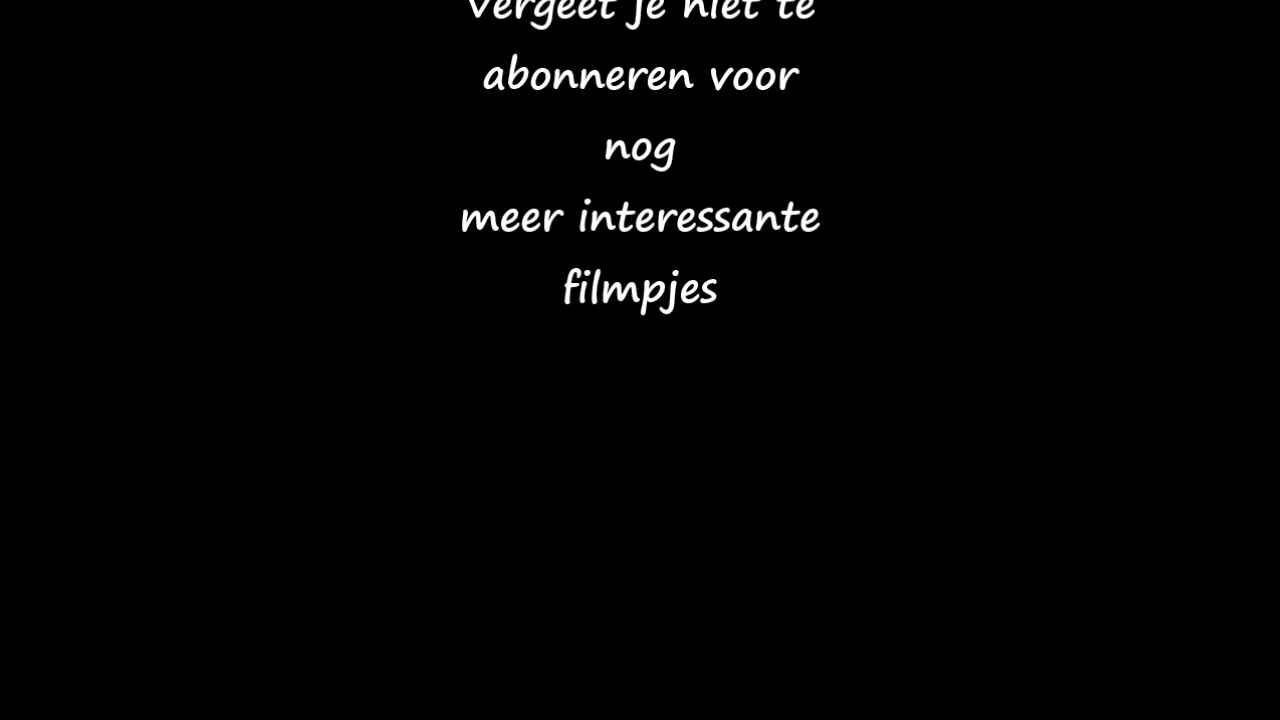 vergeet je niet te
abonneren voor
nog
meer interessante
filmpjes